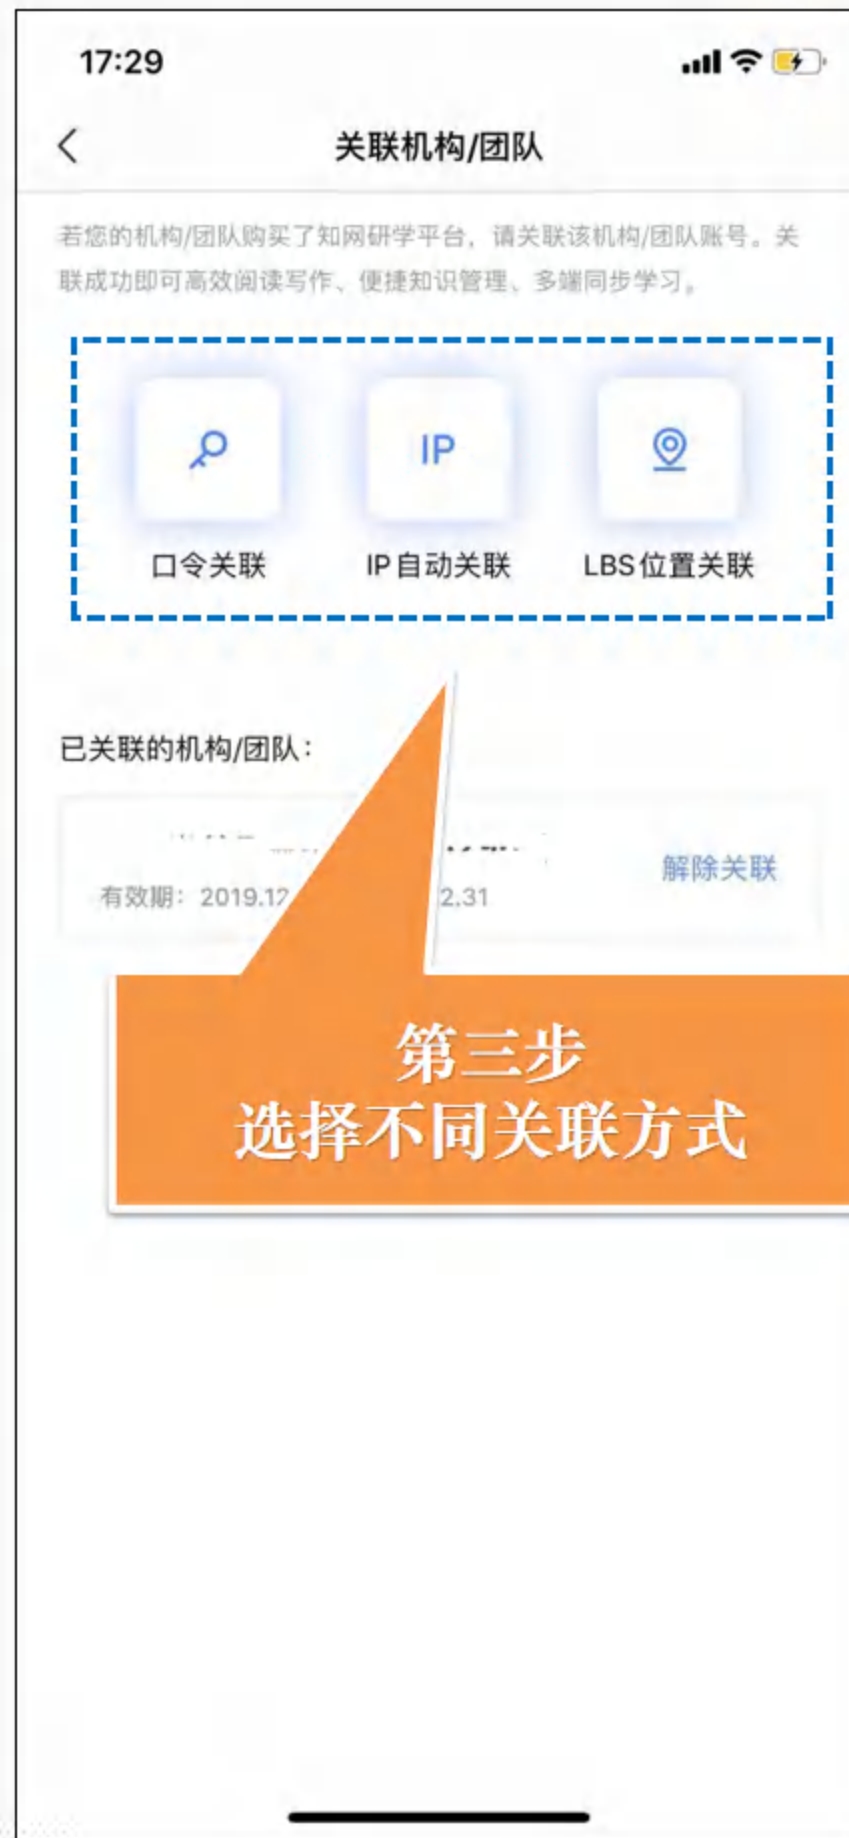 17:29
关联机构/团队
若您的机构/团队购买了知网研学平台，请关联该机构/团队账号。关
联成功即可高效阅读写作、便捷知识管理、多端同步学习。
IP
口令关联 IP自动关联 LBS位置关联
已关联的机构/团队：
解除关联
有效期：2019.12 2.31
第三步
选择不同关联方式